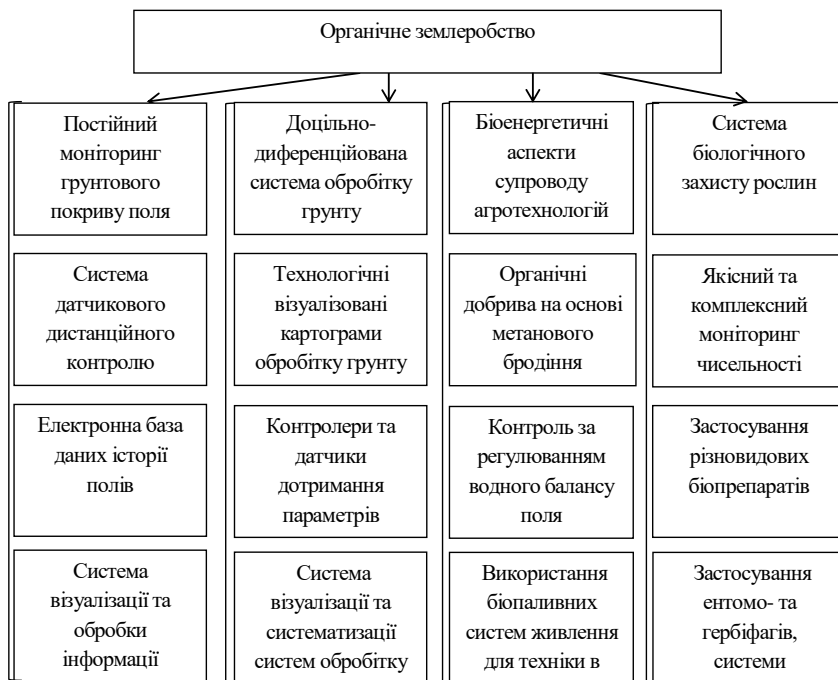 Органічне землеробство
Постійний
моніторинг
грунтового
покриву поля
Доцільно-
диференційована
система обробітку
грунту
Біоенергетичні
аспекти
супроводу
агротехнологій
Система
біологічного
захисту рослин
Система
датчикового
дистанційного
контролю
Технологічні
візуалізовані
картограми
обробітку грунту
Органічні
добрива на основі
метанового
бродіння
Якісний та
комплексний
моніторинг
чисельності
Електронна база
даних історії
полів
Контролери та
датчики
дотримання
параметрів
Контроль за
регулюванням
водного балансу
поля
Застосування
різновидових
біопрепаратів
Система
візуалізації та
обробки
інформації
Система
візуалізації та
систематизації
систем обробітку
Використання
біопаливних
систем живлення
для техніки в
Застосування
ентомо- та
гербіфагів,
системи